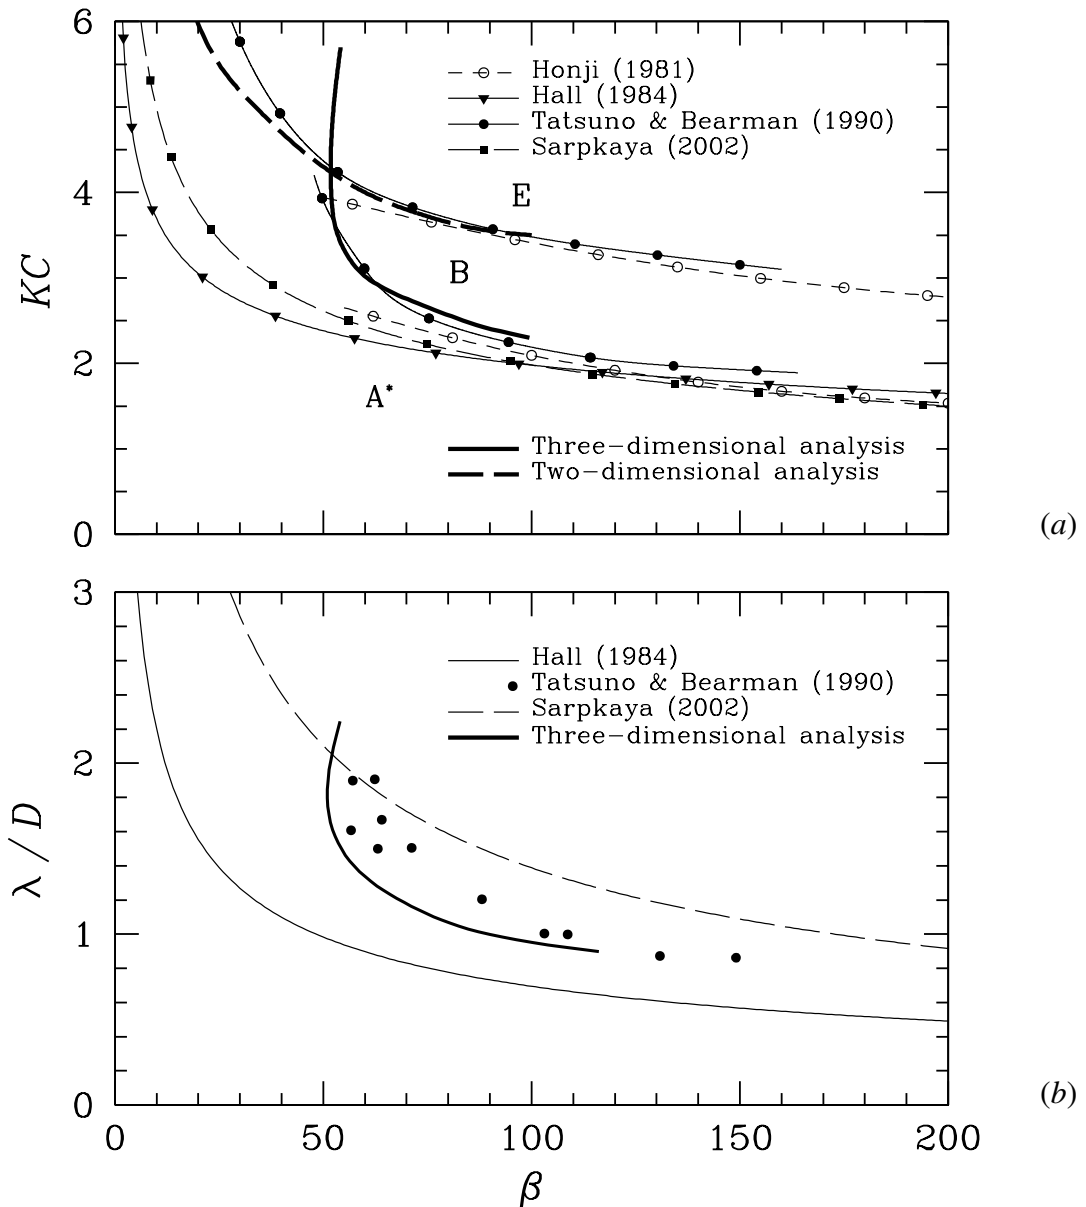 6
4
2
0
KC
Honji (1981)
Hall (1984)
Tatsuno & Bearman (1990)
Sarpkaya (2002)
E
B
A*
Three-dimensional analysis
Two-dimensional analysis
(a)
3
2
1
0
λ/D
Hall (1984)
Tatsuno & Bearman (1990)
Sarpkaya (2002)
Three-dimensional analysis
(b)
0 50 100 150 200
β